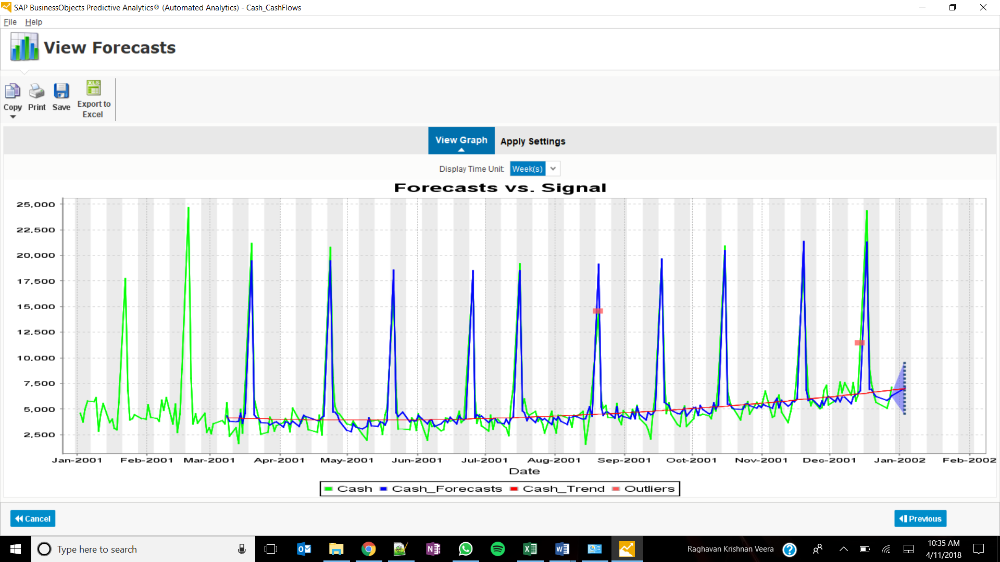 SAP BusinessObjects Predictive Analytics® (Automated Analytics) - Cash_CashFlows
File Help
View Forecasts
Copy Print Save Export to Excel
XLS
View Graph Apply Settings
Display Time Unit: Week(s)
Forecasts vs. Signal
25,000
22,500
20,000
17,500
15,000
12,500
10,000
7,500
5,000
2,500
Jan-2001 Feb-2001 Mar-2001 Apr-2001 May-2001 Jun-2001 Jul-2001 Aug-2001 Sep-2001 Oct-2001 Nov-2001 Dec-2001 Jan-2002 Feb-2002
Date
Cash Cash_Forecasts Cash_Trend Outliers
Cancel Previous
Type here to search
Raghavan Krishnan Veera
10:35 AM
4/11/2018